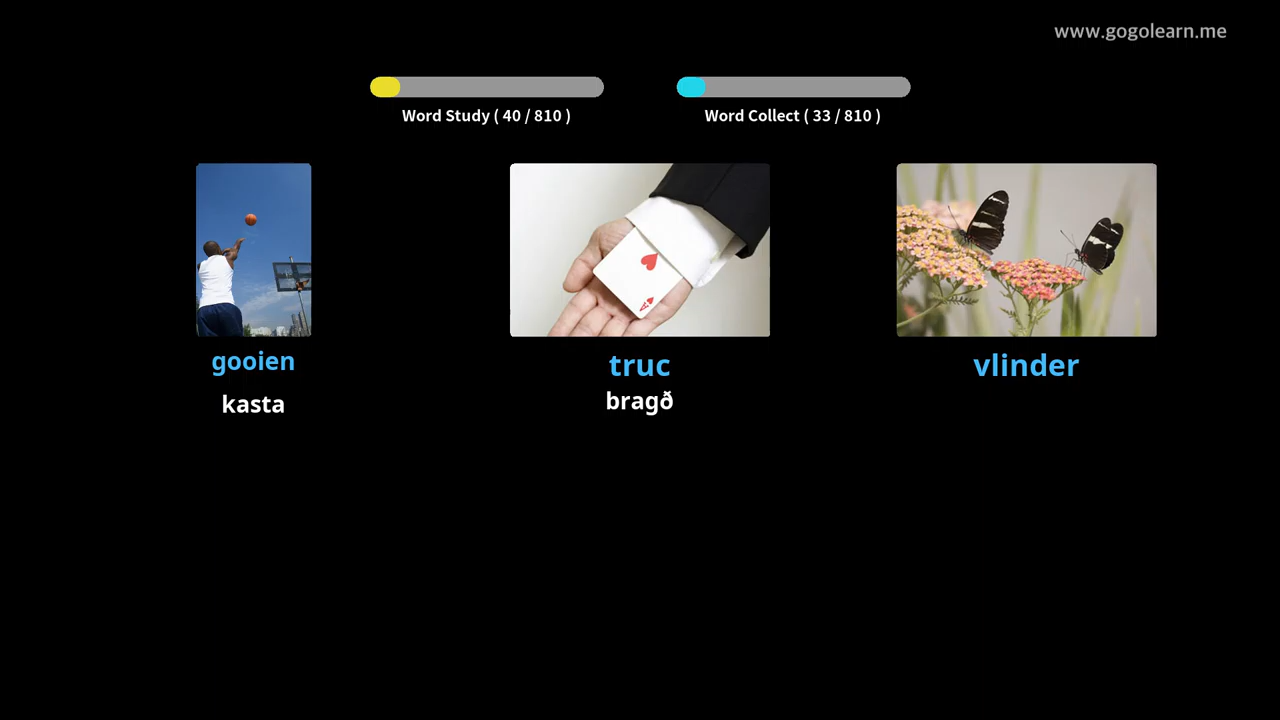 www.gogolearn.me
Word Study ( 40 / 810 )
Word Collect ( 33 / 810 )
gooien
kasta
truc
bragð
vlinder